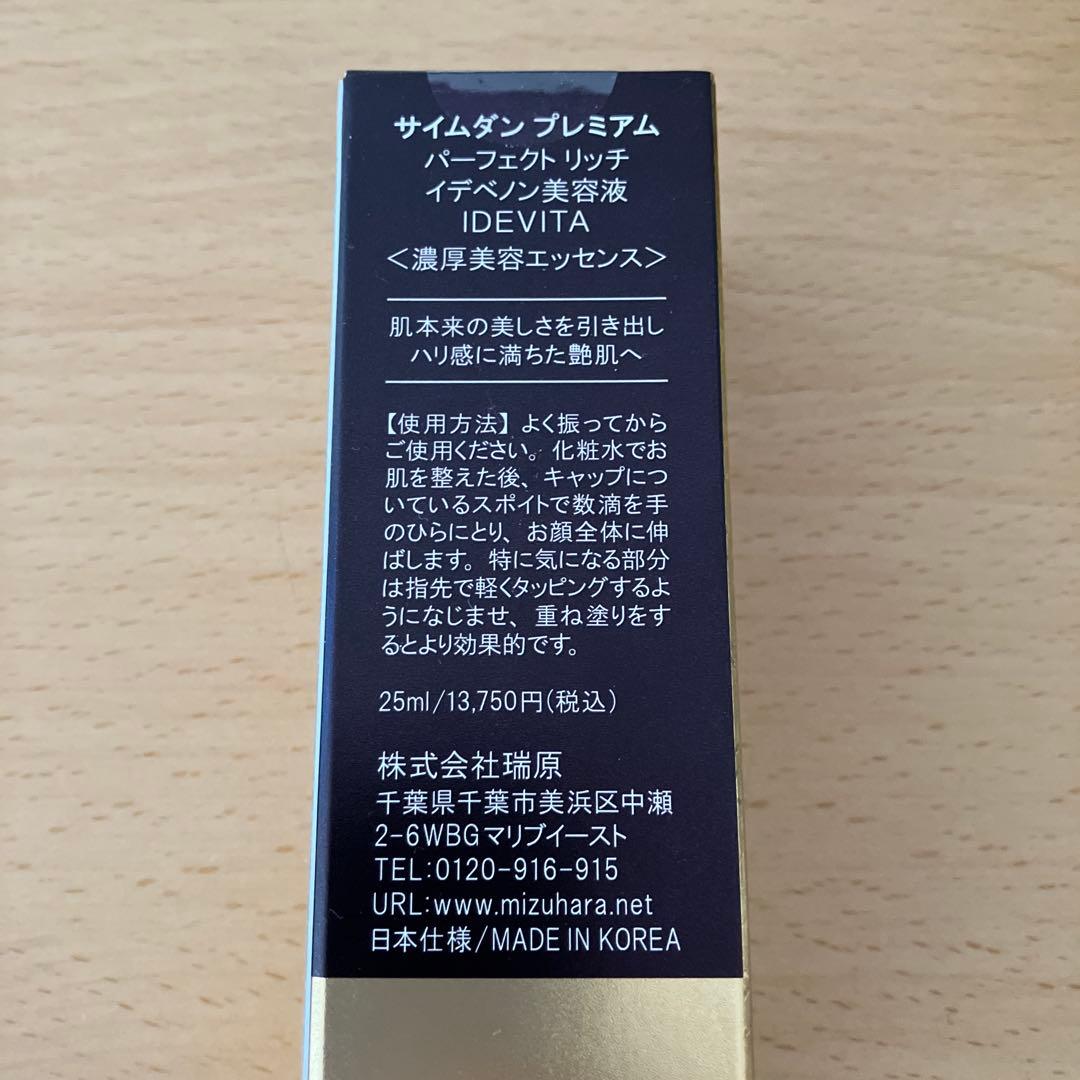 サイムダン プレミアム
パーフェクト リッチ
イデベノン美容液
IDEVITA
<濃厚美容エッセンス>
肌本来の美しさを引き出し
ハリ感に満ちた艶肌へ
【使用方法】よく振ってから
ご使用ください。化粧水でお
肌を整えた後、キャップにつ
いているスポイトで数滴を手
のひらにとり、お顔全体に伸
ばします。特に気になる部分
は指先で軽くタッピングするよ
うになじませ、重ね塗りをす
るとより効果的です。
25ml/13,750円(税込)
株式会社瑞原
千葉県千葉市美浜区中瀬
2-6WBGマリブイースト
TEL:0120-916-915
URL:www.mizuhara.net
日本仕様/MADE IN KOREA